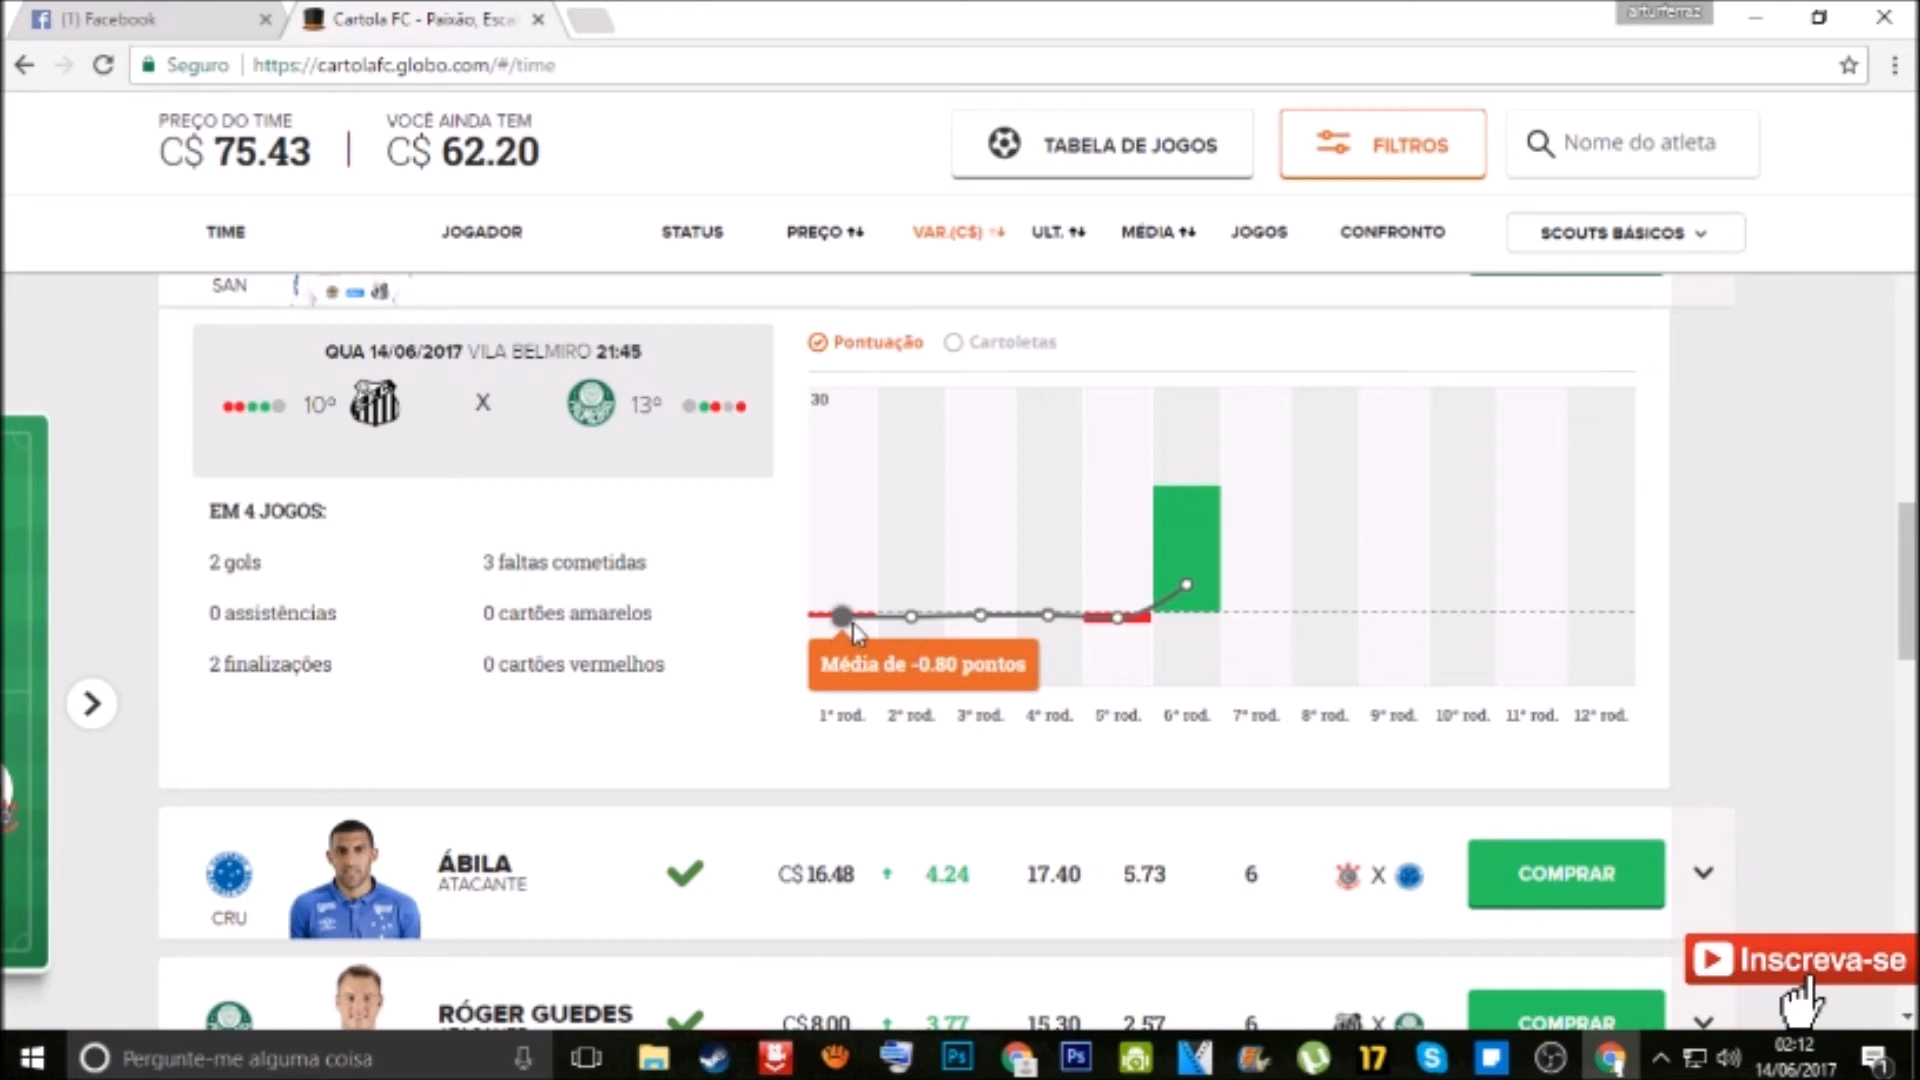 (1) Facebook
Cartola FC - Paixão, Esca
arturferraz
Seguro
https://cartolafc.globo.com/#/time
PREÇO DO TIME
C$ 75.43
VOCÊ AINDA TEM
C$ 62.20
TABELA DE JOGOS
FILTROS
Nome do atleta
TIME JOGADOR STATUS PREÇO VAR.(C$) ULT. MÉDIA JOGOS CONFRONTO SCOUTS BÁSICOS
SAN
QUA 14/06/2017 VILA BELMIRO 21:45
10º X 13º
EM 4 JOGOS:
2 gols 3 faltas cometidas
0 assistências 0 cartões amarelos
2 finalizações 0 cartões vermelhos
Pontuação Cartoletas
30
Média de -0.80 pontos
1ª rod. 2ª rod. 3ª rod. 4ª rod. 5ª rod. 6ª rod. 7ª rod. 8ª rod. 9ª rod. 10ª rod. 11ª rod. 12ª rod.
CRU
ÁBILA
ATACANTE
C$ 16.48 4.24 17.40 5.73 6 X COMPRAR
RÓGER GUEDES
ATACANTE
C$ 8.00 3.77 15.30 2.57 6 X COMPRAR
Inscreva-se
Pergunte-me alguma coisa
Ps
Ps
17
02:12
14/06/2017
1